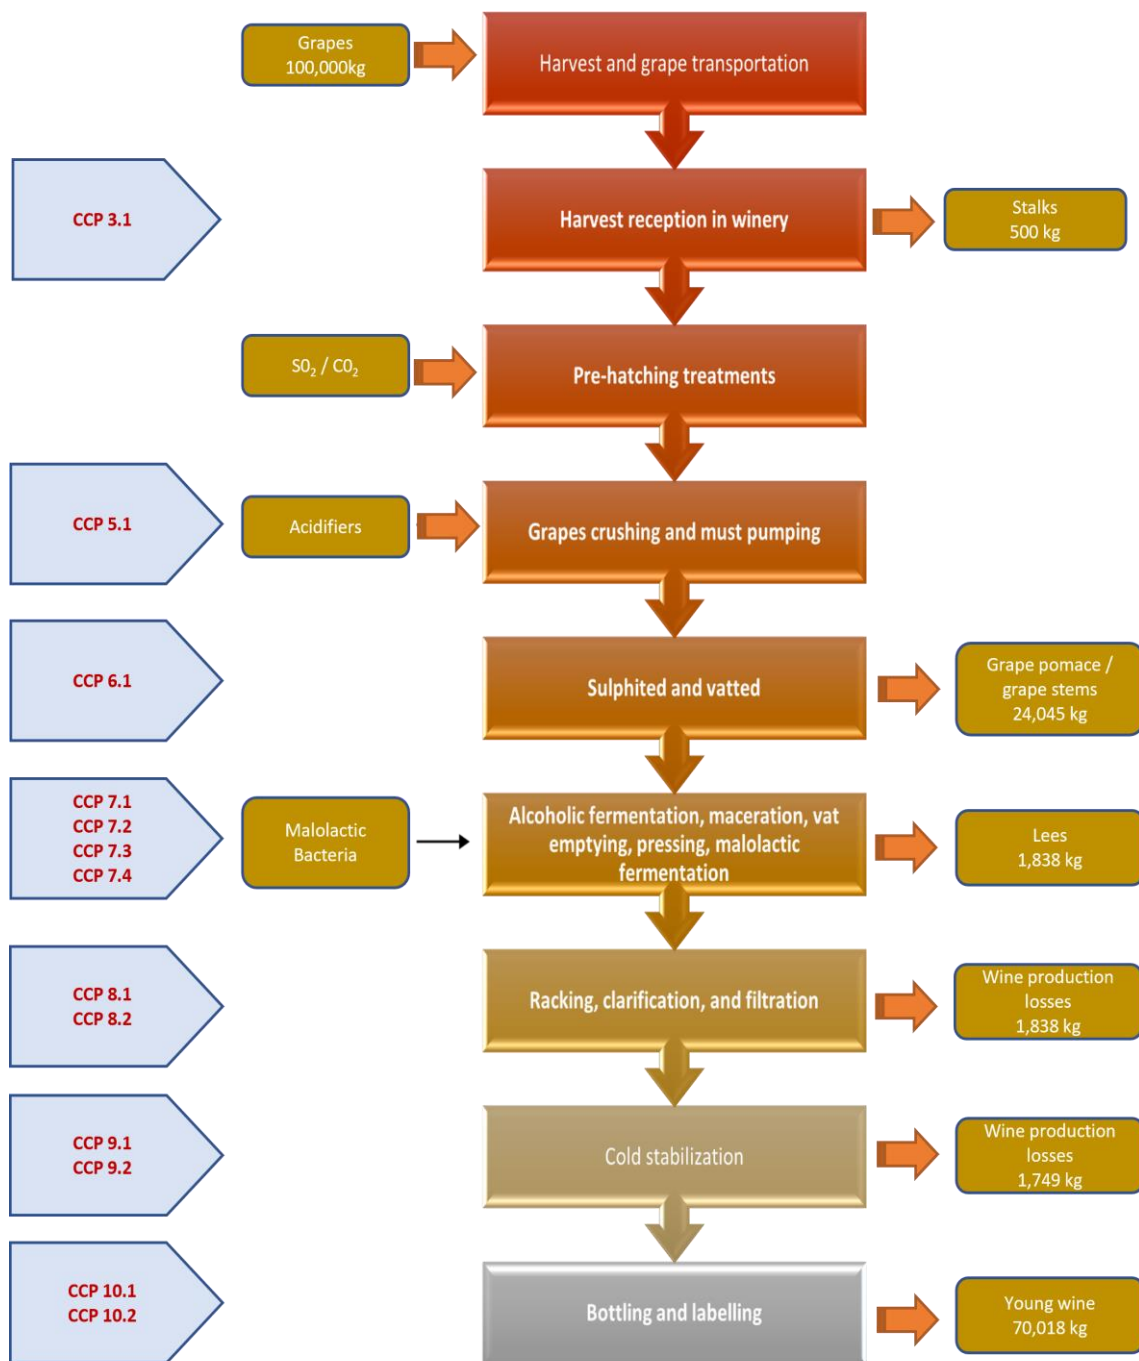 Grapes
100,000kg
Harvest and grape transportation
CCP 3.1
Harvest reception in winery
Stalks
500 kg
S0₂ / C0₂
Pre-hatching treatments
CCP 5.1
Acidifiers
Grapes crushing and must pumping
CCP 6.1
Sulphited and vatted
Grape pomace /
grape stems
24,045 kg
CCP 7.1
CCP 7.2
CCP 7.3
CCP 7.4
Malolactic
Bacteria
Alcoholic fermentation, maceration, vat
emptying, pressing, malolactic
fermentation
Lees
1,838 kg
CCP 8.1
CCP 8.2
Racking, clarification, and filtration
Wine production
losses
1,838 kg
CCP 9.1
CCP 9.2
Cold stabilization
Wine production
losses
1,749 kg
CCP 10.1
CCP 10.2
Bottling and labelling
Young wine
70,018 kg